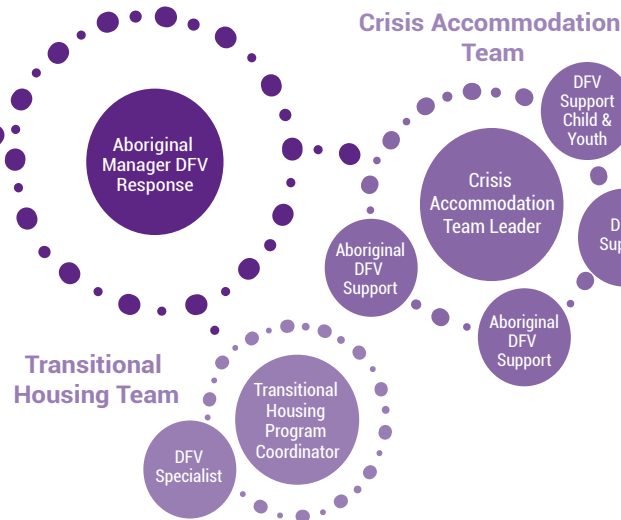 Crisis Accommodation
Team
DFV
Support
Child &
Youth
Aboriginal
Manager DFV
Response
Crisis
Accommodation
Team Leader
Aboriginal
DFV
Support
Aboriginal
DFV
Support
Transitional
Housing Team
Transitional
Housing
Program
Coordinator
DFV
Specialist